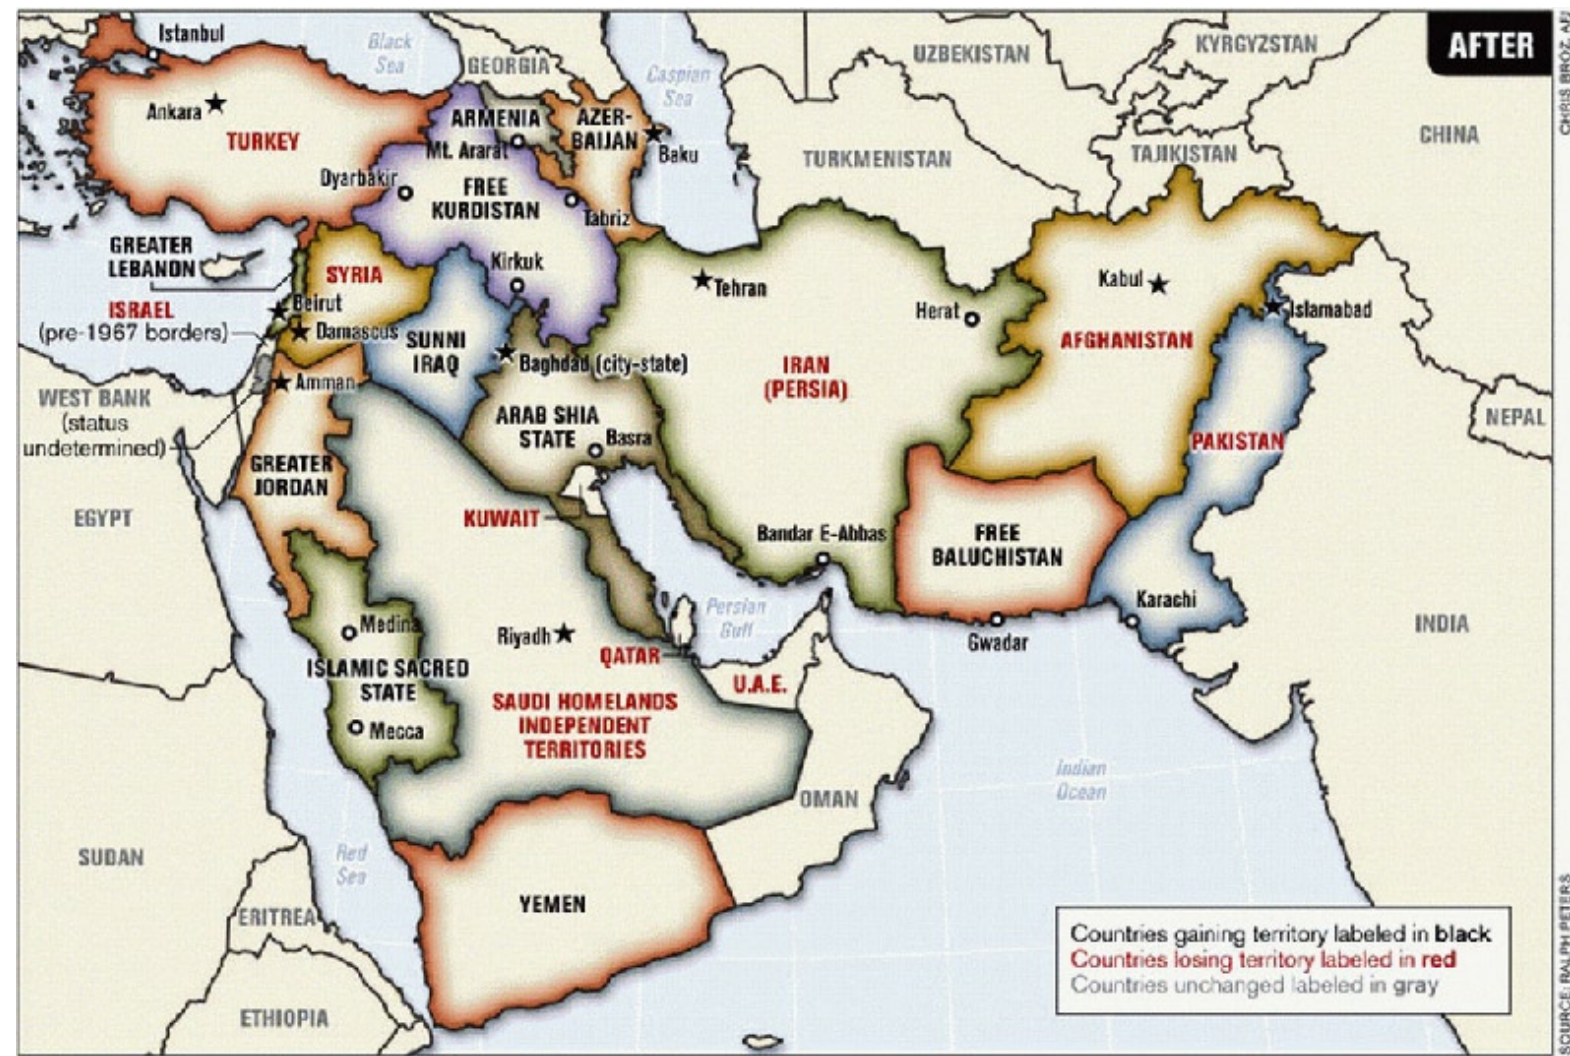 AFTER
CHRIS BROZ, AFJ
Istanbul
Black
Sea
GEORGIA
Caspian
Sea
UZBEKISTAN
KYRGYZSTAN
Ankara
TURKEY
ARMENIA
AZER-
BAIJAN
Baku
Mt. Ararat
TURKMENISTAN
TAJIKISTAN
CHINA
Dyarbakir
FREE
KURDISTAN
Tabriz
GREATER
LEBANON
SYRIA
Kirkuk
Tehran
Herat
Kabul
Islamabad
ISRAEL
(pre-1967 borders)
Beirut
Damascus
SUNNI
IRAQ
Baghdad (city-state)
IRAN
(PERSIA)
AFGHANISTAN
WEST BANK
(status
undetermined)
Amman
ARAB SHIA
STATE
Basra
PAKISTAN
NEPAL
GREATER
JORDAN
EGYPT
KUWAIT
Bandar E-Abbas
FREE
BALUCHISTAN
Medina
Riyadh
Persian
Gulf
Karachi
Gwadar
INDIA
ISLAMIC SACRED
STATE
QATAR
U.A.E.
Mecca
SAUDI HOMELANDS
INDEPENDENT
TERRITORIES
OMAN
Indian
Ocean
SUDAN
Red
Sea
ERITREA
YEMEN
ETHIOPIA
Countries gaining territory labeled in black
Countries losing territory labeled in red
Countries unchanged labeled in gray
SOURCE: RALPH PETERS